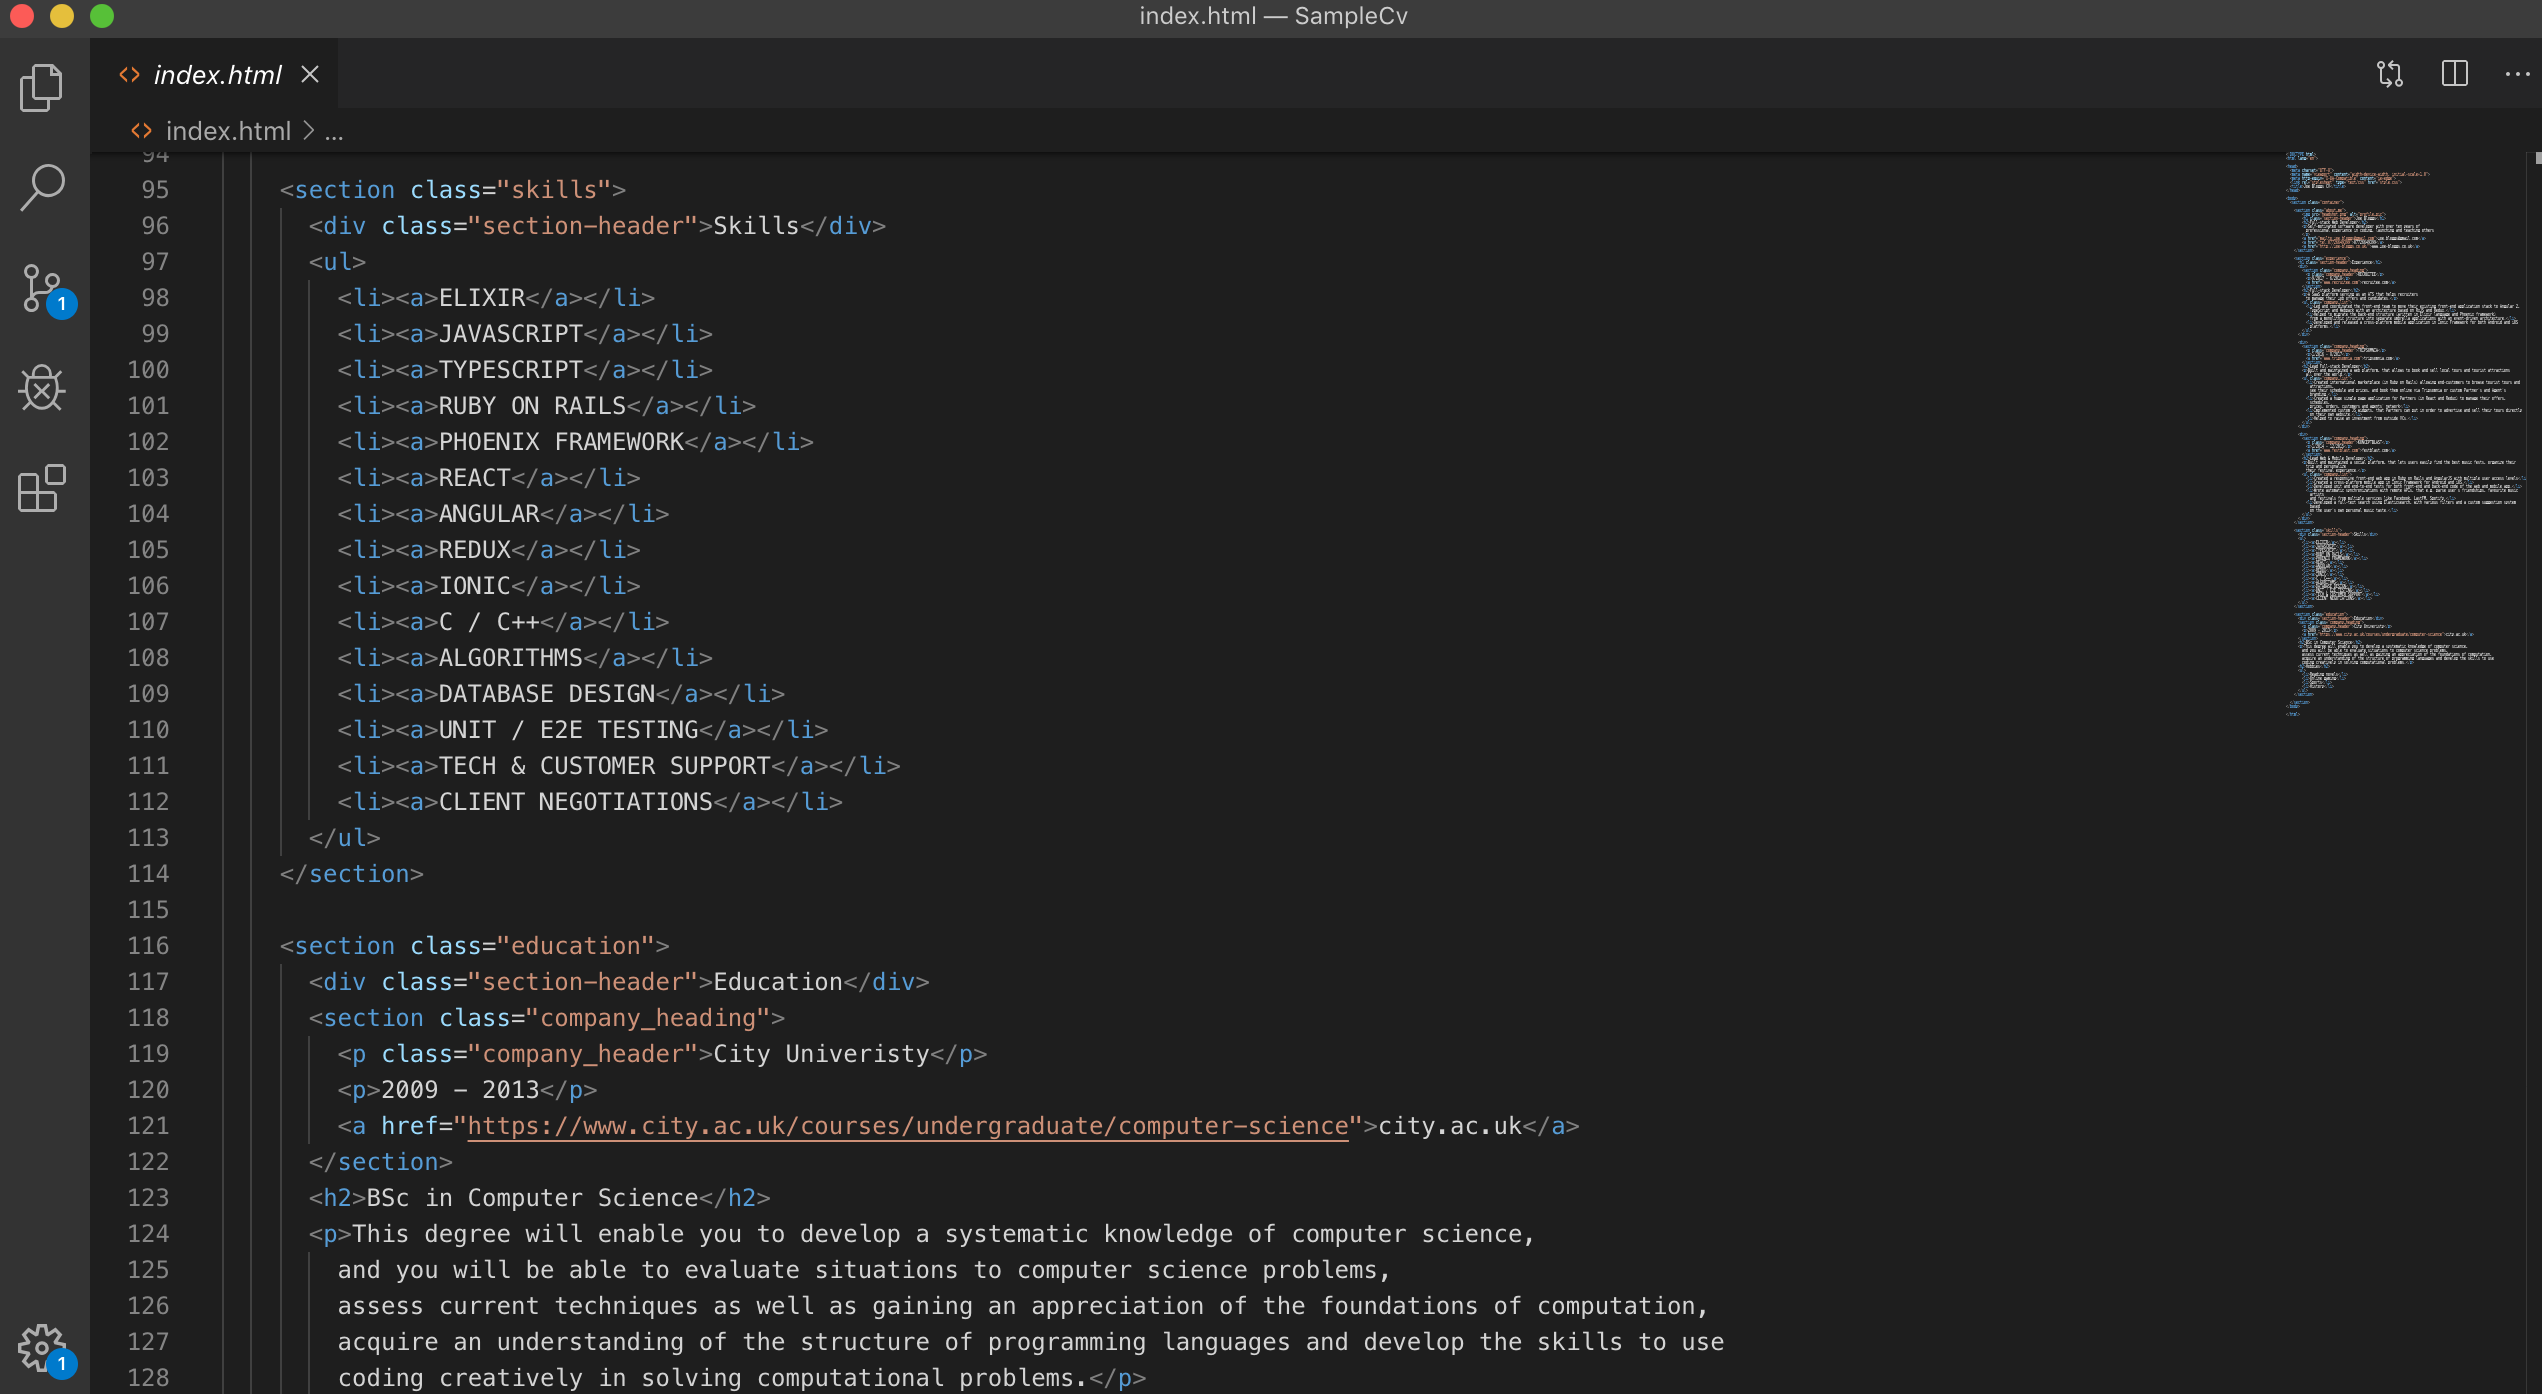 index.html — SampleCv
index.html
index.html > ...
94
95 <section class="skills">
96 <div class="section-header">Skills</div>
97 <ul>
98 <li><a>ELIXIR</a></li>
99 <li><a>JAVASCRIPT</a></li>
100 <li><a>TYPESCRIPT</a></li>
101 <li><a>RUBY ON RAILS</a></li>
102 <li><a>PHOENIX FRAMEWORK</a></li>
103 <li><a>REACT</a></li>
104 <li><a>ANGULAR</a></li>
105 <li><a>REDUX</a></li>
106 <li><a>IONIC</a></li>
107 <li><a>C / C++</a></li>
108 <li><a>ALGORITHMS</a></li>
109 <li><a>DATABASE DESIGN</a></li>
110 <li><a>UNIT / E2E TESTING</a></li>
111 <li><a>TECH & CUSTOMER SUPPORT</a></li>
112 <li><a>CLIENT NEGOTIATIONS</a></li>
113 </ul>
114 </section>
115
116 <section class="education">
117 <div class="section-header">Education</div>
118 <section class="company_heading">
119 <p class="company_header">City Univeristy</p>
120 <p>2009 – 2013</p>
121 <a href="https://www.city.ac.uk/courses/undergraduate/computer-science">city.ac.uk</a>
122 </section>
123 <h2>BSc in Computer Science</h2>
124 <p>This degree will enable you to develop a systematic knowledge of computer science,
125 and you will be able to evaluate situations to computer science problems,
126 assess current techniques as well as gaining an appreciation of the foundations of computation,
127 acquire an understanding of the structure of programming languages and develop the skills to use
128 coding creatively in solving computational problems.</p>
1
1